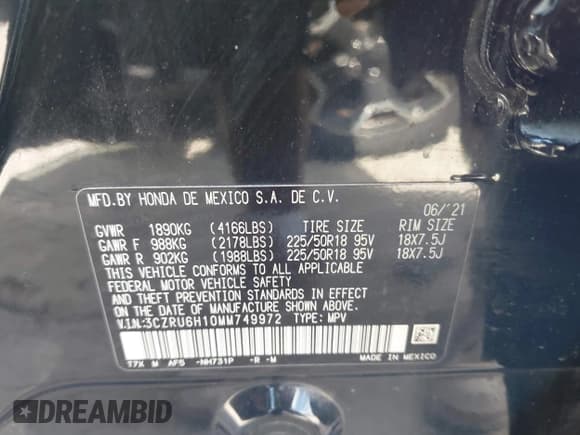 MFD.BY HONDA DE MEXICO S.A. DE C.V.
06/'21
GVWR 1890KG (4166LBS) TIRE SIZE RIM SIZE
GAWR F 988KG (2178LBS) 225/50R18 95V 18X7.5J
GAWR R 902KG (1988LBS) 225/50R18 95V 18X7.5J
THIS VEHICLE CONFORMS TO ALL APPLICABLE
FEDERAL MOTOR VEHICLE SAFETY
AND THEFT PREVENTION STANDARDS IN EFFECT
ON THE DATE OF MANUFACTURE SHOWN ABOVE.
V.I.N:3CZRU6H10MM749972 TYPE: MPV
T7X M AFS -NH731P -R -M MADE IN MEXICO
DREAMBID